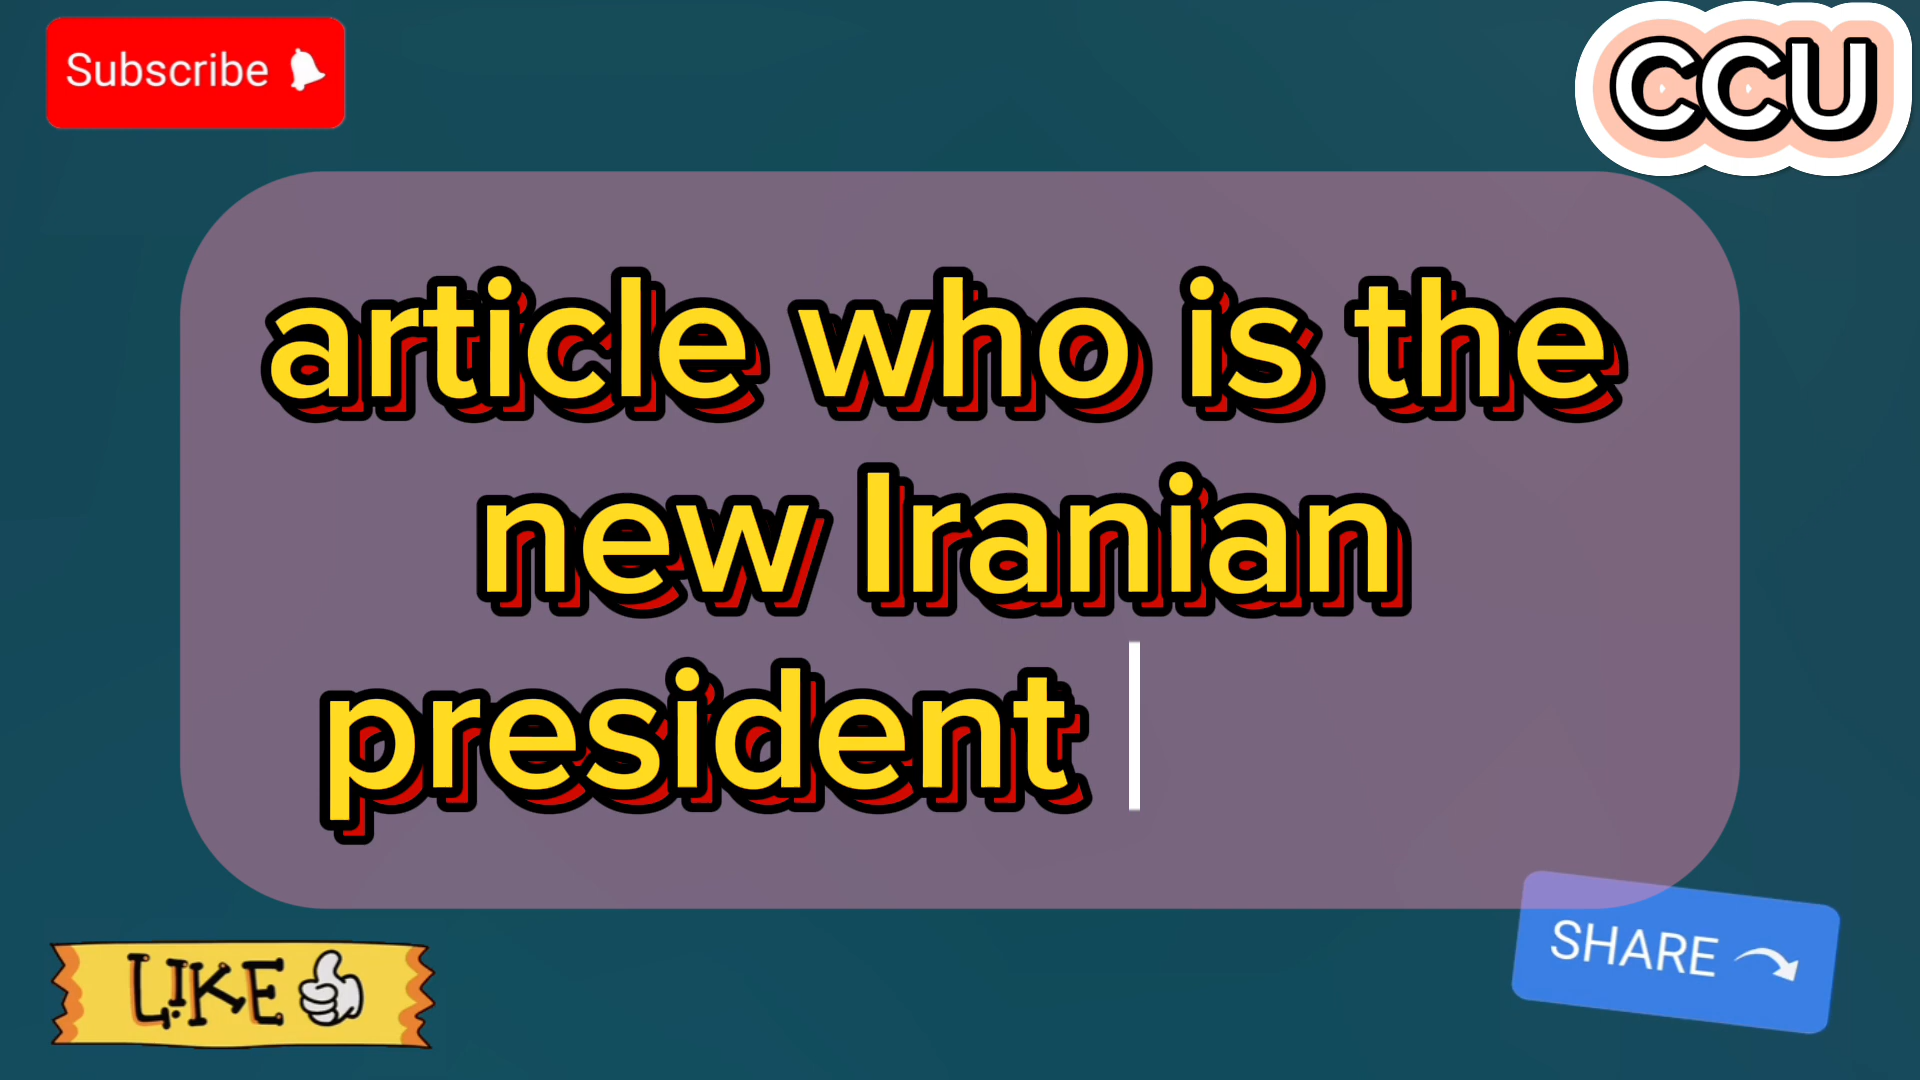 Subscribe
CCU
article who is the
new Iranian
president
LIKE
SHARE